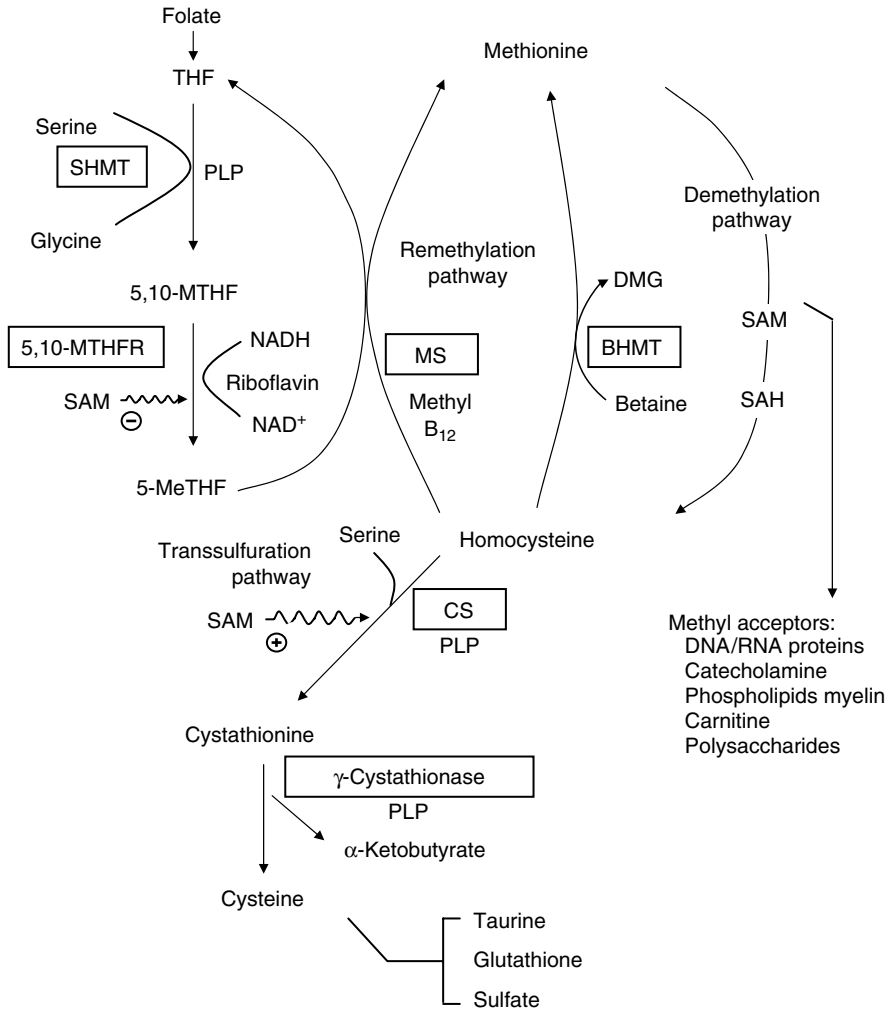 Folate
THF
Serine
SHMT
PLP
Glycine
5,10-MTHF
5,10-MTHFR
NADH
Riboflavin
SAM
⊖
NAD+
5-MeTHF
Methionine
Remethylation
pathway
MS
Methyl
B12
DMG
BHMT
Betaine
Demethylation
pathway
SAM
SAH
Homocysteine
Transsulfuration
pathway
Serine
SAM
⊕
CS
PLP
Methyl acceptors:
DNA/RNA proteins
Catecholamine
Phospholipids myelin
Carnitine
Polysaccharides
Cystathionine
γ-Cystathionase
PLP
α-Ketobutyrate
Cysteine
Taurine
Glutathione
Sulfate